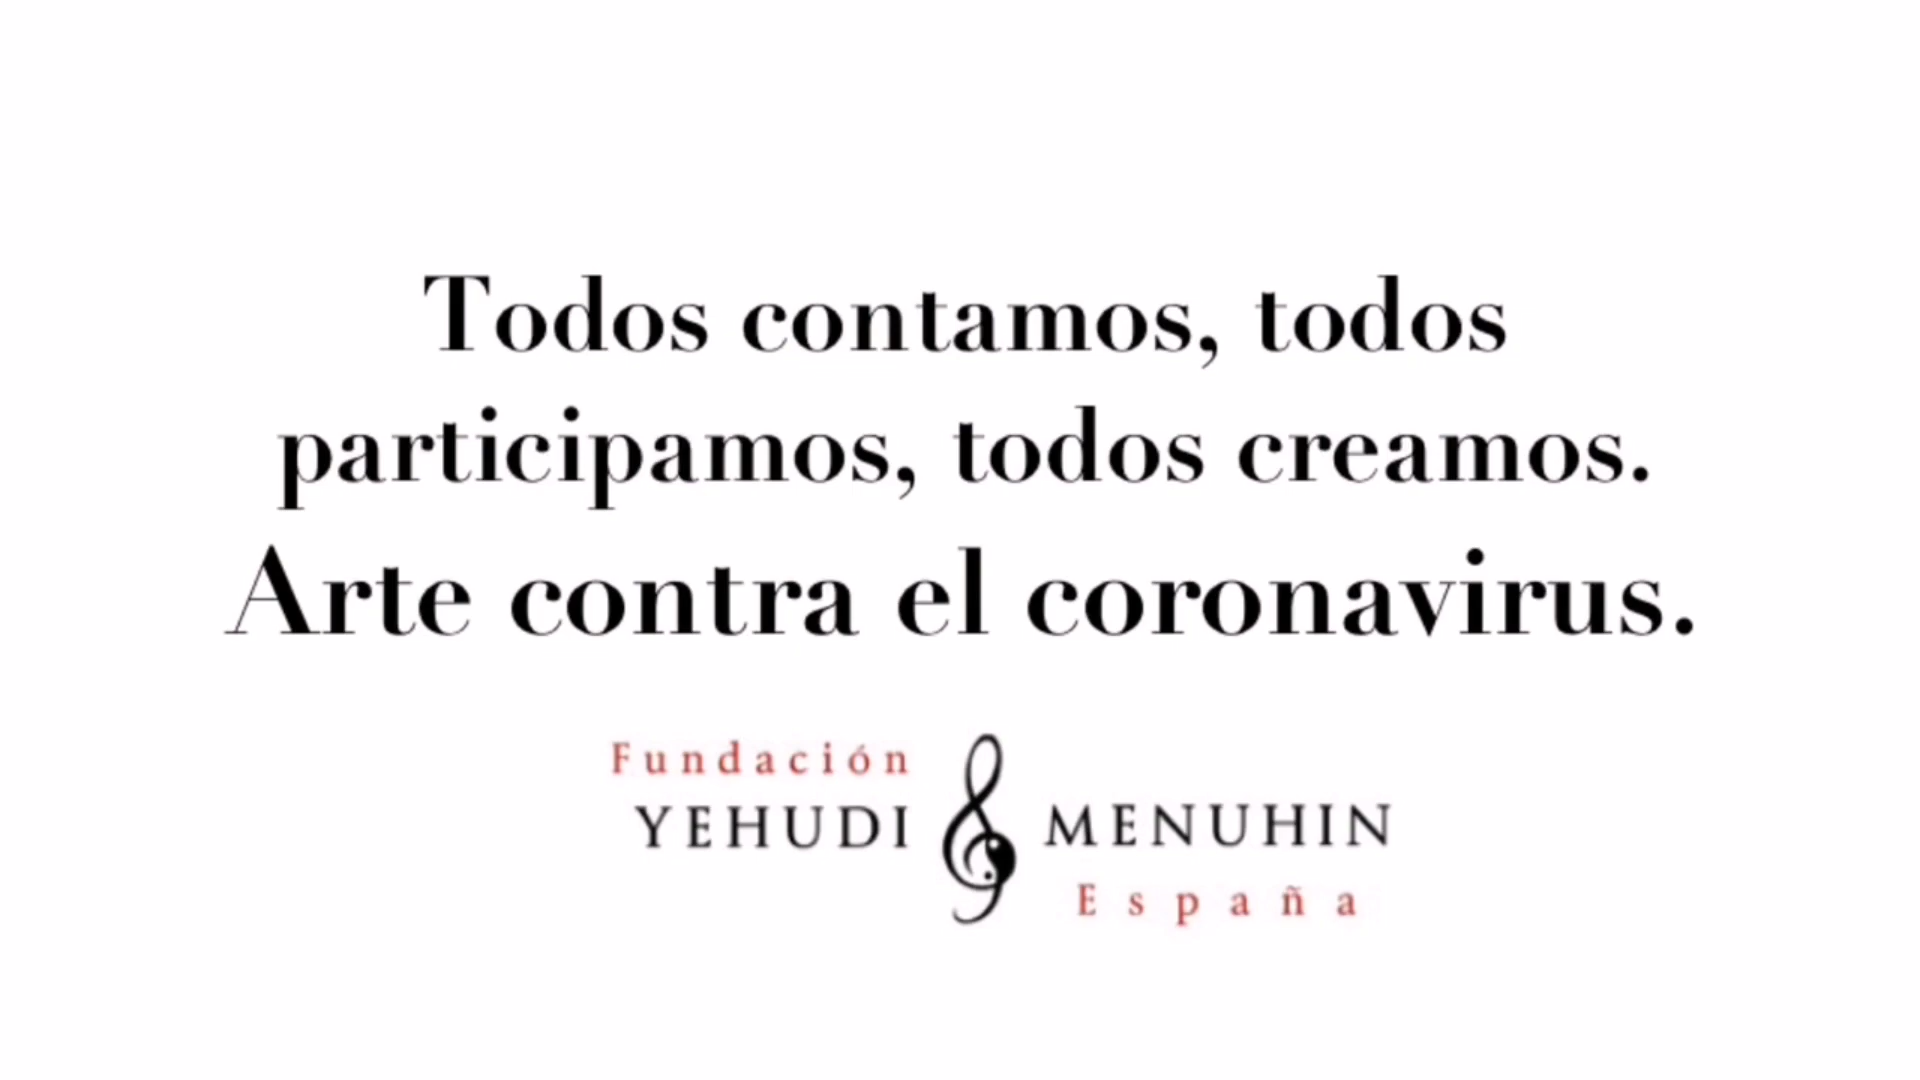 Todos contamos, todos
participamos, todos creamos.
Arte contra el coronavirus.
Fundación
YEHUDI MENUHIN
España